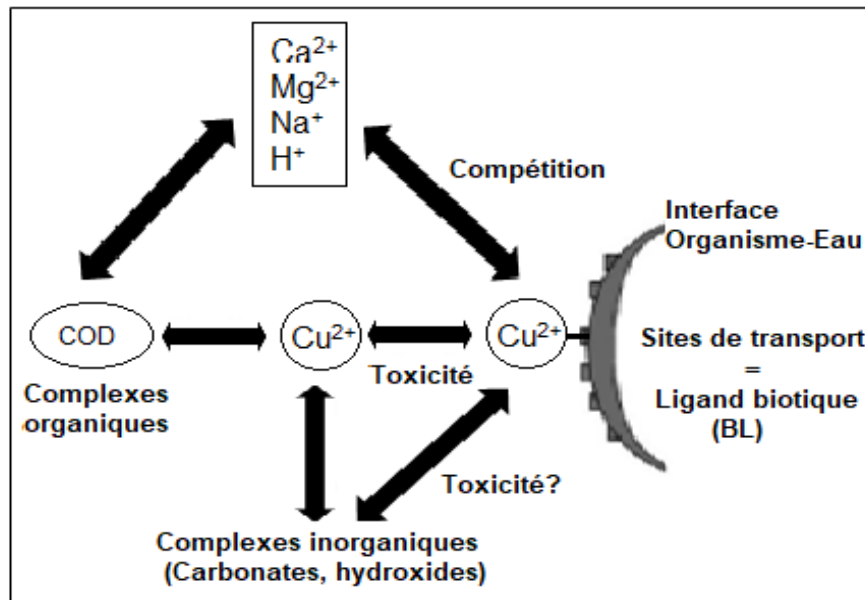 Ca²⁺
Mg²⁺
Na⁺
H⁺
Compétition
Interface
Organisme-Eau
COD
Cu²⁺
Cu²⁺
Toxicité
Sites de transport
=
Ligand biotique
(BL)
Complexes
organiques
Toxicité?
Complexes inorganiques
(Carbonates, hydroxides)